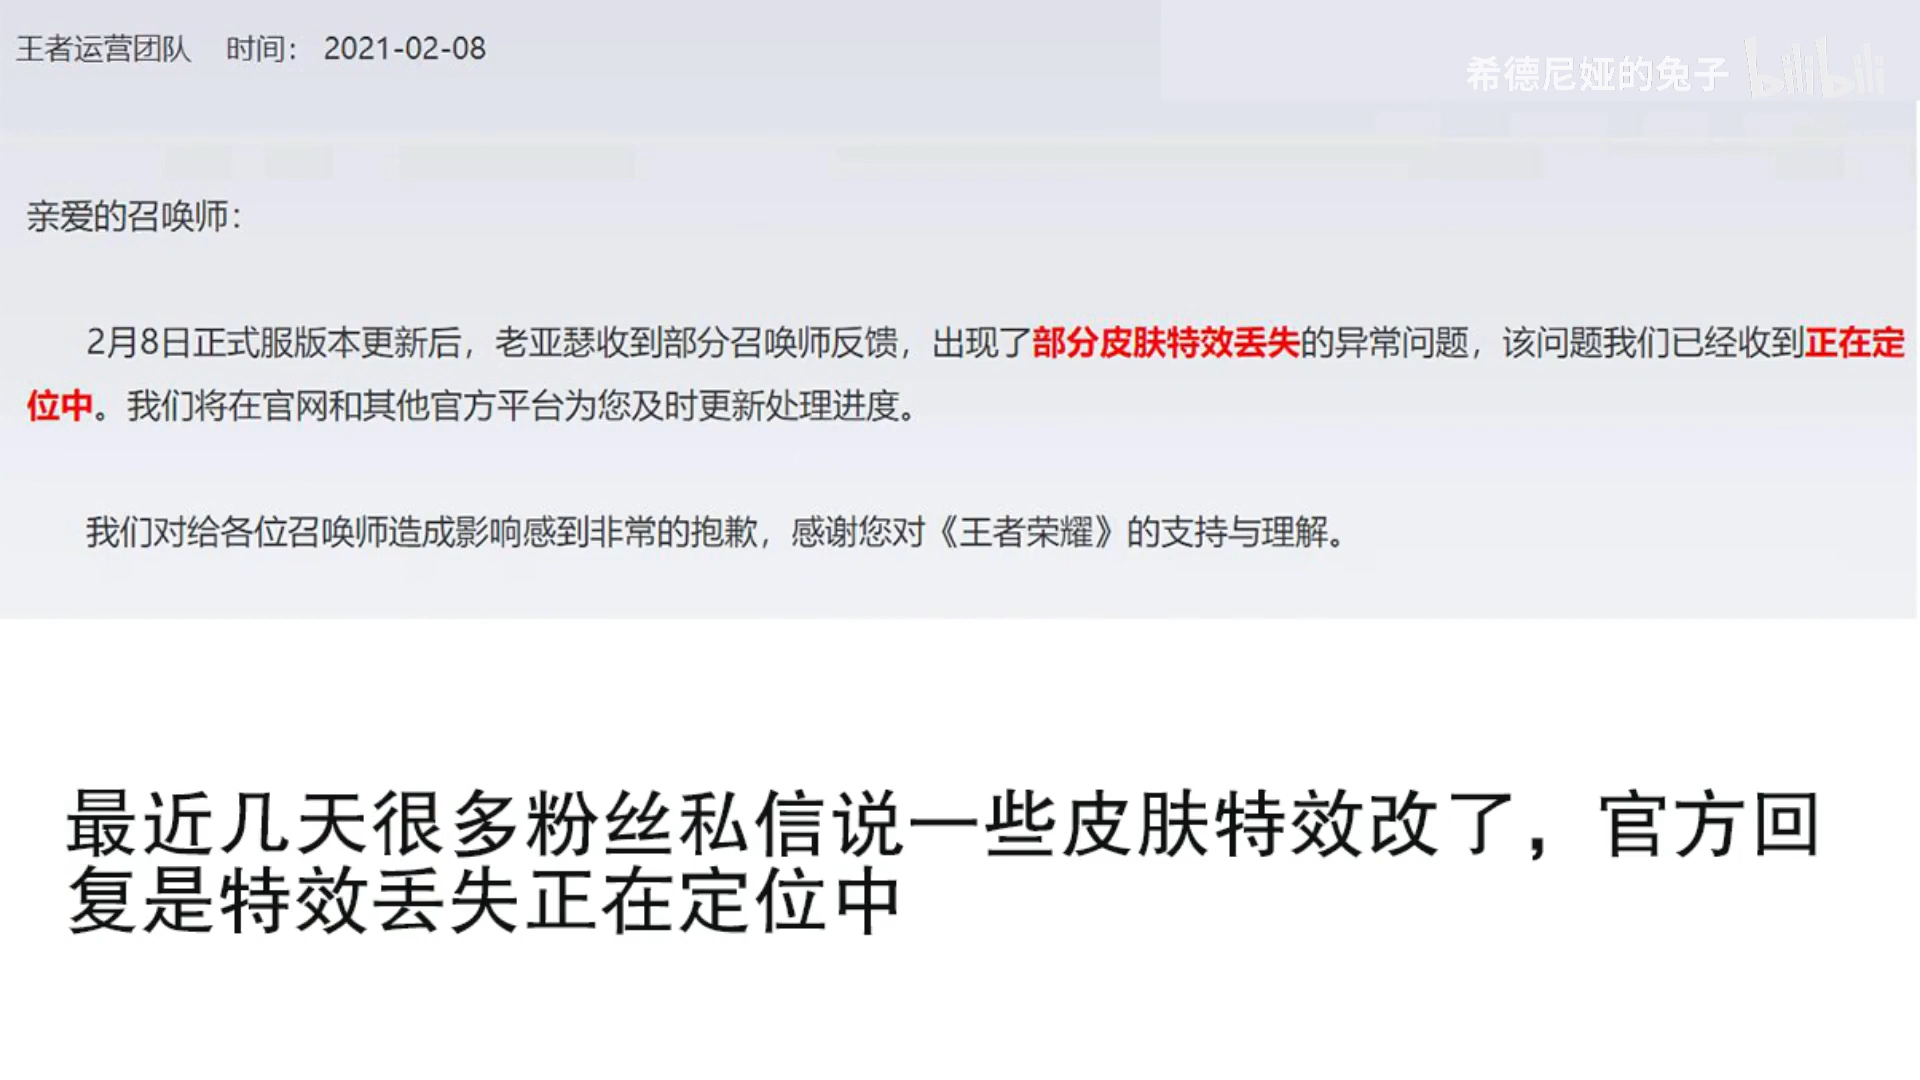 王者运营团队 时间： 2021-02-08
希德尼娅的兔子 bilibili
亲爱的召唤师：
2月8日正式服版本更新后，老亚瑟收到部分召唤师反馈，出现了部分皮肤特效丢失的异常问题，该问题我们已经收到正在定
位中。我们将在官网和其他官方平台为您及时更新处理进度。
我们对给各位召唤师造成影响感到非常的抱歉，感谢您对《王者荣耀》的支持与理解。
最近几天很多粉丝私信说一些皮肤特效改了，官方回
复是特效丢失正在定位中